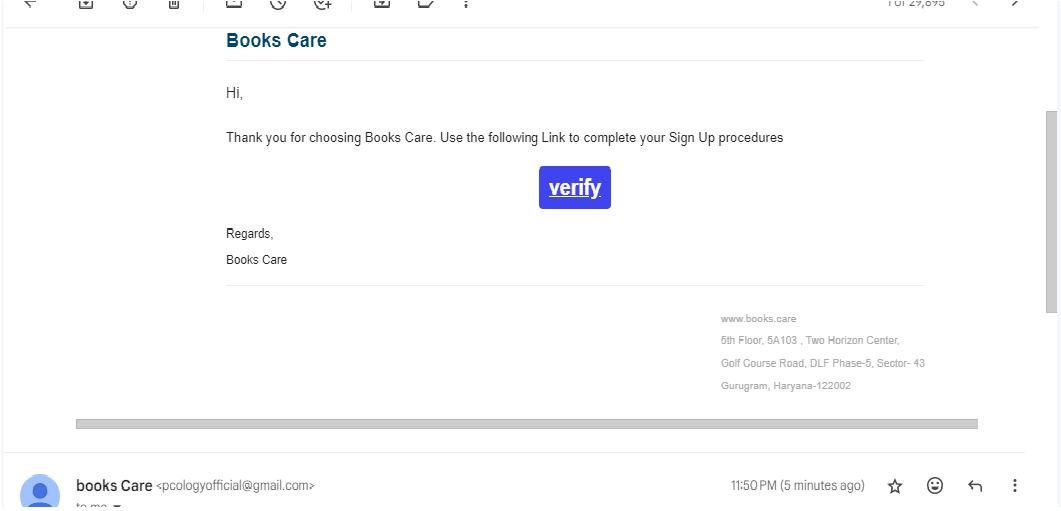 1 of 29,895
Books Care
Hi,
Thank you for choosing Books Care. Use the following Link to complete your Sign Up procedures
verify
Regards,
Books Care
www.books.care
5th Floor, 5A103 , Two Horizon Center,
Golf Course Road, DLF Phase-5, Sector- 43
Gurugram, Haryana-122002
books Care <pcologyofficial@gmail.com>
11:50 PM (5 minutes ago)
to me